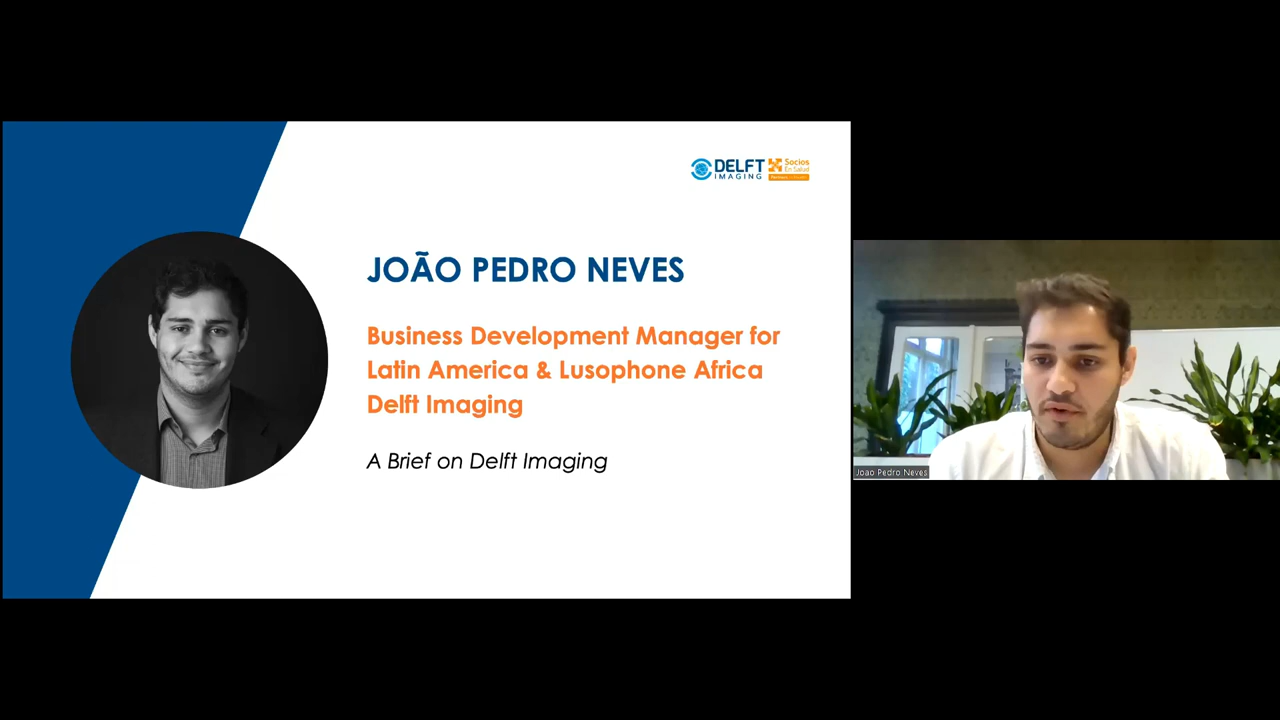 DELFT
IMAGING
Socios
En Salud
JOÃO PEDRO NEVES
Business Development Manager for
Latin America & Lusophone Africa
Delft Imaging
A Brief on Delft Imaging
Joao Pedro Neves